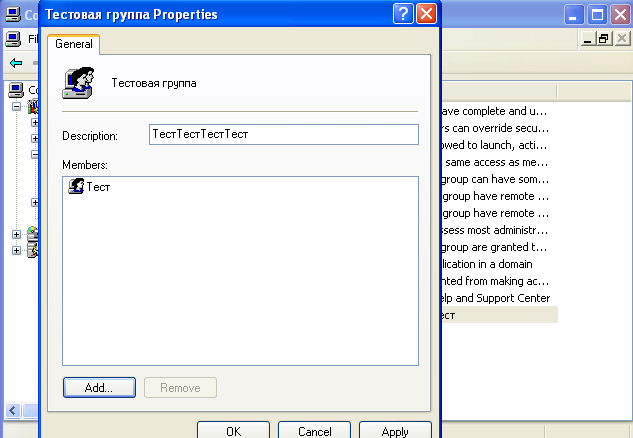 Co
Тестовая группа Properties
Fil
General
Тестовая группа
Description:
ТестТестТестТест
Members:
Тест
Add...
Remove
OK
Cancel
Apply
Co
ave complete and u...
rs can override secu...
owed to launch, acti...
same access as me...
group can have som...
group have remote ...
group have remote ...
ssess most administr...
group are granted t...
lication in a domain
nted from making ac...
elp and Support Center
ест